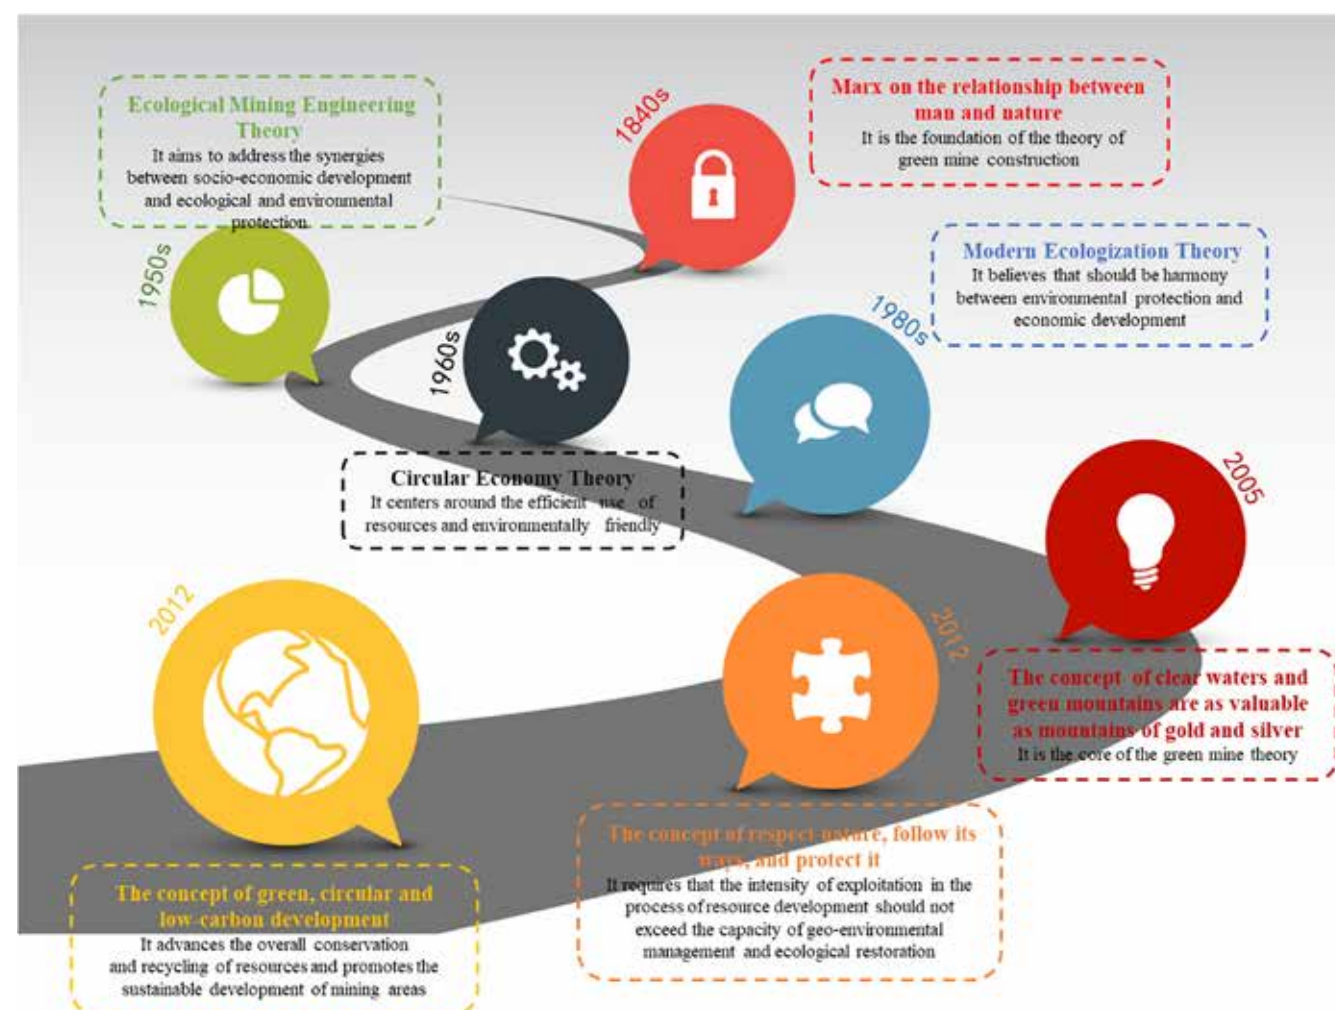 1840s
Marx on the relationship between
man and nature
It is the foundation of the theory of
green mine construction
Ecological Mining Engineering
Theory
It aims to address the synergies
between socio-economic development
and ecological and environmental
protection
1950s
1960s
Circular Economy Theory
It centers around the efficient use of
resources and environmentally friendly
1980s
Modern Ecologization Theory
It believes that should be harmony
between environmental protection and
economic development
2005
The concept of clear waters and
green mountains are as valuable
as mountains of gold and silver
It is the core of the green mine theory
2012
The concept of respect nature, follow its
ways, and protect it
It requires that the intensity of exploitation in the
process of resource development should not
exceed the capacity of geo-environmental
management and ecological restoration
2012
The concept of green, circular and
low-carbon development
It advances the overall conservation
and recycling of resources and promotes the
sustainable development of mining areas